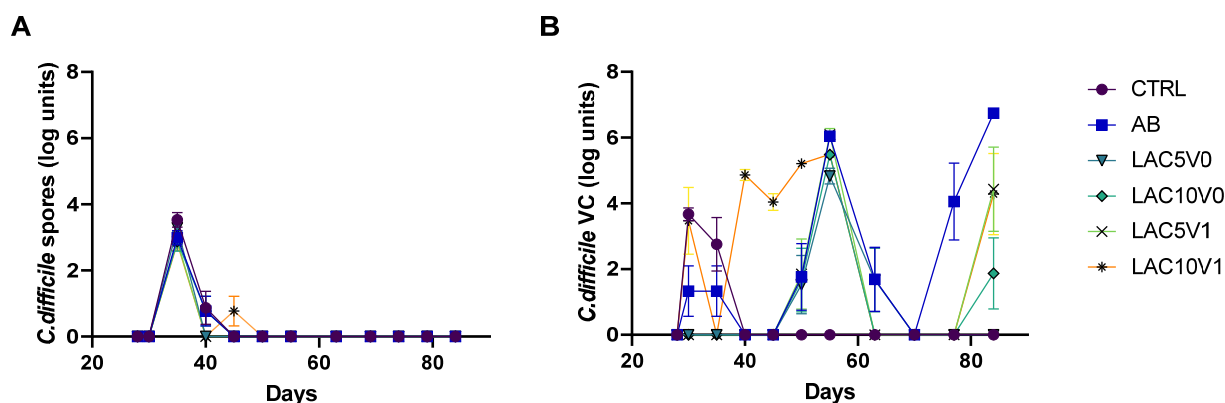 A
C.difficile spores (log units)
8
6
4
2
0
20
40
60
80
Days
B
C.difficile VC (log units)
8
6
4
2
0
20
40
60
80
Days
CTRL
AB
LAC5V0
LAC10V0
LAC5V1
LAC10V1